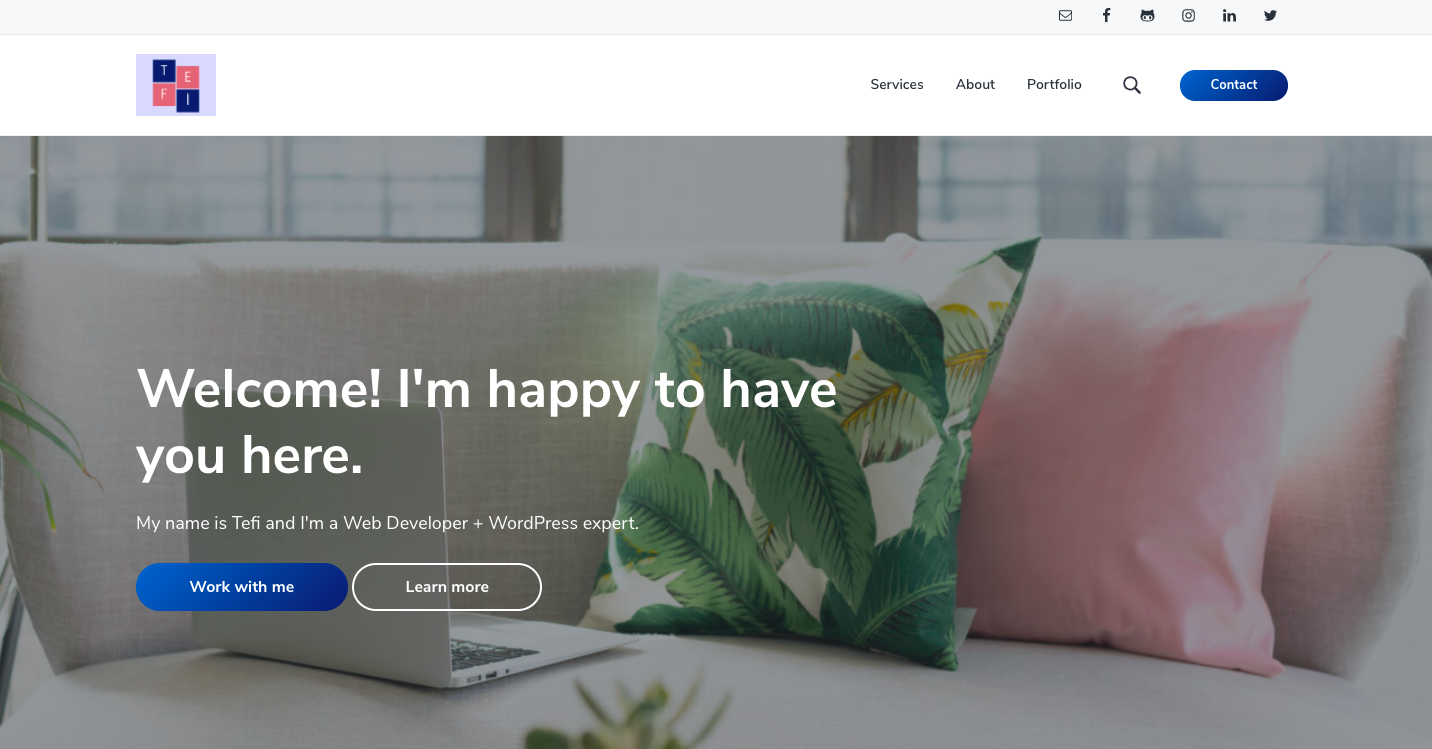 T
E
F
I
Services About Portfolio Contact
Welcome! I'm happy to have
you here.
My name is Tefi and I'm a Web Developer + WordPress expert.
Work with me Learn more